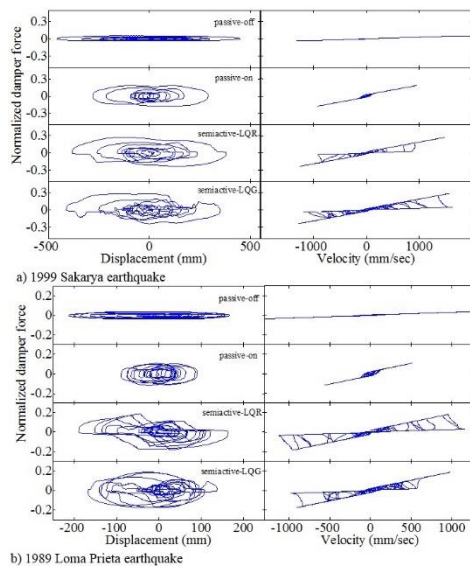 Normalized damper force
0.3 passive-off
0
-0.3
0.3 passive-on
0
-0.3
0.3 semiactive-LQR
0
-0.3
0.3 semiactive-LQG
0
-0.3
-500 0 500 -1000 0 1000
Displacement (mm) Velocity (mm/sec)
a) 1999 Sakarya earthquake
Normalized damper force
0.2 passive-off
0
-0.2
0.2 passive-on
0
-0.2
0.2 semiactive-LQR
0
-0.2
0.2 semiactive-LQG
0
-0.2
-200 -100 0 100 200 -1000 -500 0 500 1000
Displacement (mm) Velocity (mm/sec)
b) 1989 Loma Prieta earthquake